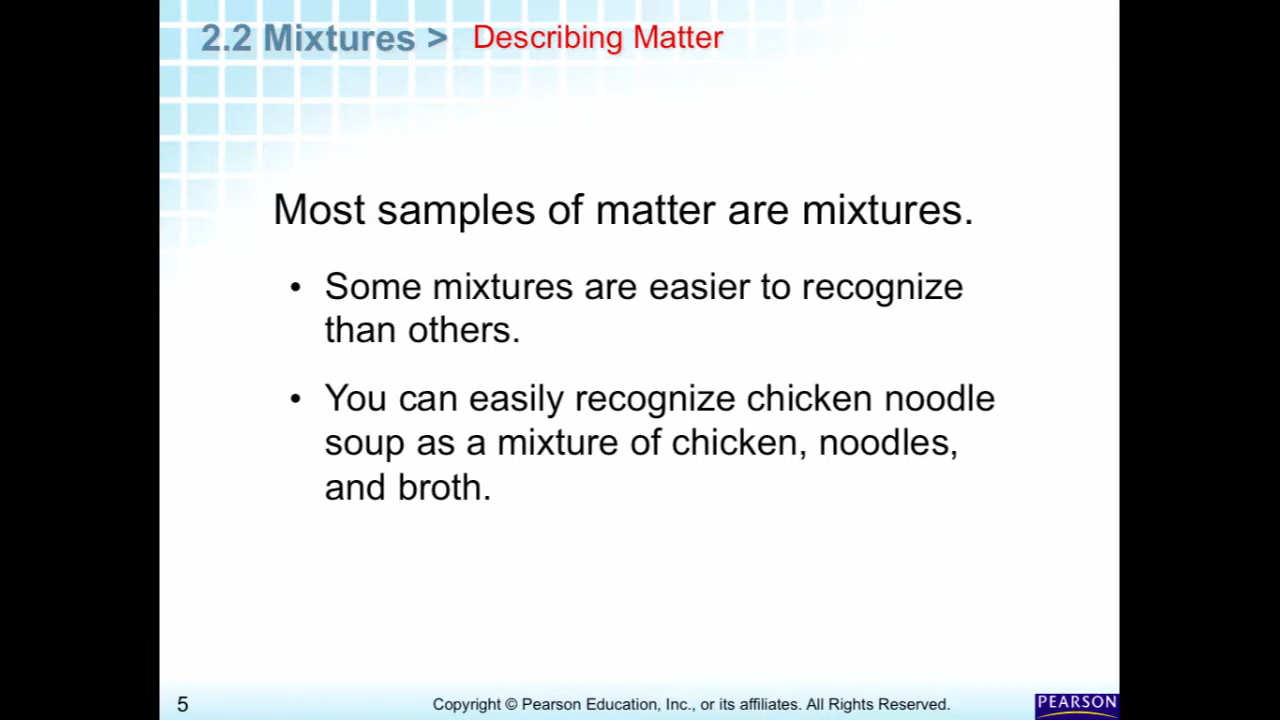 2.2 Mixtures > Describing Matter
Most samples of matter are mixtures.
• Some mixtures are easier to recognize
than others.
• You can easily recognize chicken noodle
soup as a mixture of chicken, noodles,
and broth.
5 Copyright © Pearson Education, Inc., or its affiliates. All Rights Reserved. PEARSON